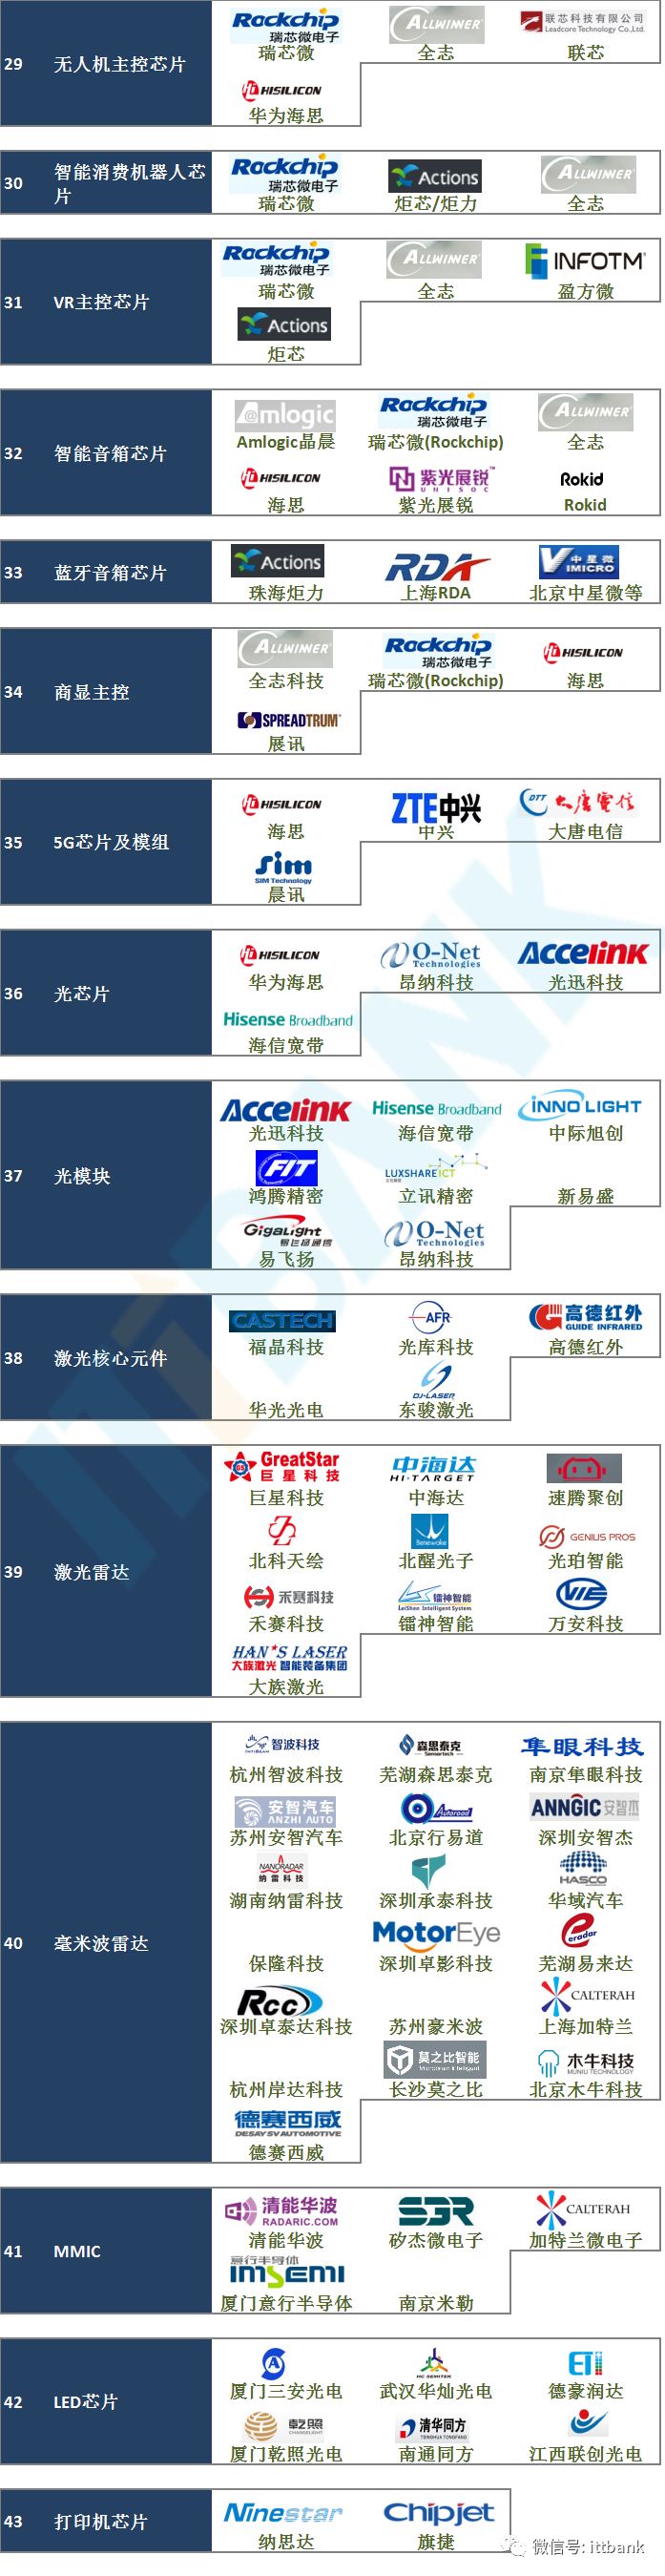 29 无人机主控芯片
Rockchip 瑞芯微电子 ALLWINNER 联芯科技有限公司 Leadcore Technology Co.,Ltd.
瑞芯微 全志 联芯
HISILICON
华为海思
30 智能消费机器人芯片
Rockchip 瑞芯微电子 Actions ALLWINNER
瑞芯微 炬芯/炬力 全志
31 VR主控芯片
Rockchip 瑞芯微电子 ALLWINNER INFOTM
瑞芯微 全志 盈方微
Actions
炬芯
32 智能音箱芯片
@mlogic Rockchip 瑞芯微电子 ALLWINNER
Amlogic晶晨 瑞芯微(Rockchip) 全志
HISILICON 紫光展锐 UNISOC Rokid
海思 紫光展锐 Rokid
33 蓝牙音箱芯片
Actions RDA 中星微 VIMICRO
珠海炬力 上海RDA 北京中星微等
34 商显主控
ALLWINNER Rockchip 瑞芯微电子 HISILICON
全志科技 瑞芯微(Rockchip) 海思
SPREADTRUM
展讯
35 5G芯片及模组
HISILICON ZTE中兴 DTT 大唐电信
海思 中兴 大唐电信
Sim SIM Technology
晨讯
36 光芯片
HISILICON O-Net Technologies Accelink
华为海思 昂纳科技 光迅科技
Hisense Broadband
海信宽带
37 光模块
Accelink Hisense Broadband INNOLIGHT
光迅科技 海信宽带 中际旭创
FIT LUXSHARE ICT
鸿腾精密 立讯精密 新易盛
GIGALIGHT 易飞扬通信 O-Net Technologies
易飞扬 昂纳科技
38 激光核心元件
CASTECH AFR 高德红外 GUIDE INFRARED
福晶科技 光库科技 高德红外
DJ-LASER
华光光电 东骏激光
39 激光雷达
GreatStar 巨星科技 中海达 HI-TARGET
巨星科技 中海达 速腾聚创
Benewake GENIUS PROS
北科天绘 北醒光子 光珀智能
禾赛科技 镭神智能 LeiShen Intelligent System VIE
禾赛科技 镭神智能 万安科技
HAN*S LASER 大族激光 智能装备集团
大族激光
40 毫米波雷达
智波科技 INTIBEAM 森思泰克 Sensortech 隼眼科技
杭州智波科技 芜湖森思泰克 南京隼眼科技
安智汽车 ANZHI AUTO Autoroad ANNGIC 安智杰
苏州安智汽车 北京行易道 深圳安智杰
NANORADAR 纳雷科技 HASCO
湖南纳雷科技 深圳承泰科技 华域汽车
MotorEye eradar
保隆科技 深圳卓影科技 芜湖易来达
Rcc CALTERAH
深圳卓泰达科技 苏州豪米波 上海加特兰
莫之比智能 木牛科技 MUNIU TECHNOLOGY
杭州岸达科技 长沙莫之比 北京木牛科技
德赛西威 DESAY SV AUTOMOTIVE
德赛西威
41 MMIC
清能华波 RADARIC.COM SGR CALTERAH
清能华波 矽杰微电子 加特兰微电子
意行半导体 imsemi
厦门意行半导体 南京米勒
42 LED芯片
HC SEMITEK ETi
厦门三安光电 武汉华灿光电 德豪润达
乾照 CHANGELIGHT 清华同方 TSINGHUA TONGFANG
厦门乾照光电 南通同方 江西联创光电
43 打印机芯片
Ninestar Chipjet
纳思达 旗捷
微信号: ittbank